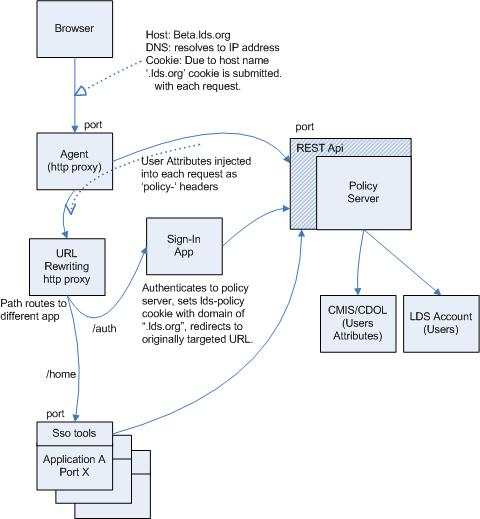 Browser
Host: Beta.lds.org
DNS: resolves to IP address
Cookie: Due to host name
'.lds.org' cookie is submitted.
with each request.
port
Agent
(http proxy)
port
REST Api
Policy
Server
User Attributes injected
into each request as
'policy-' headers
URL
Rewriting
http proxy
Sign-In
App
Path routes to
different app
/auth
Authenticates to policy
server, sets lds-policy
cookie with domain of
".lds.org", redirects to
originally targeted URL.
CMIS/CDOL
(Users
Attributes)
LDS Account
(Users)
/home
port
Sso tools
Application A
Port X